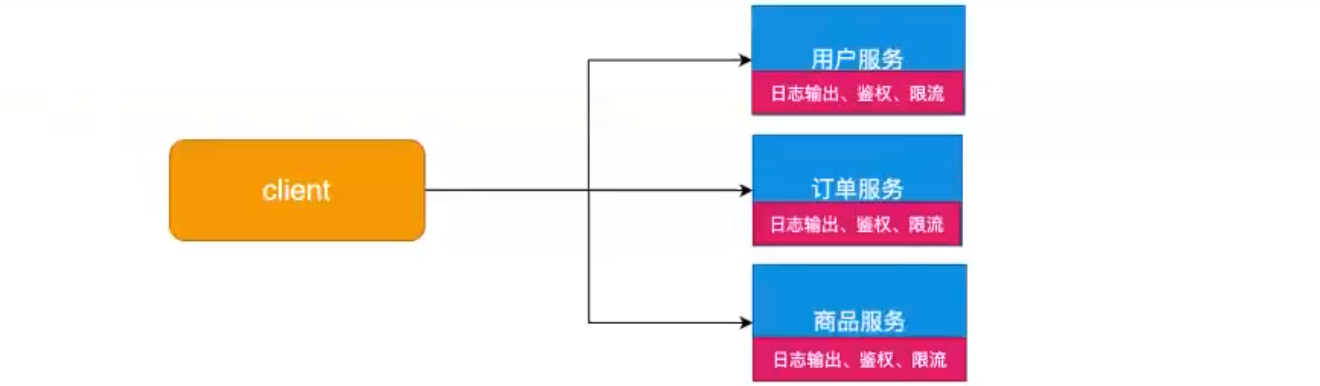 用户服务
日志输出、鉴权、限流
client
订单服务
日志输出、鉴权、限流
商品服务
日志输出、鉴权、限流